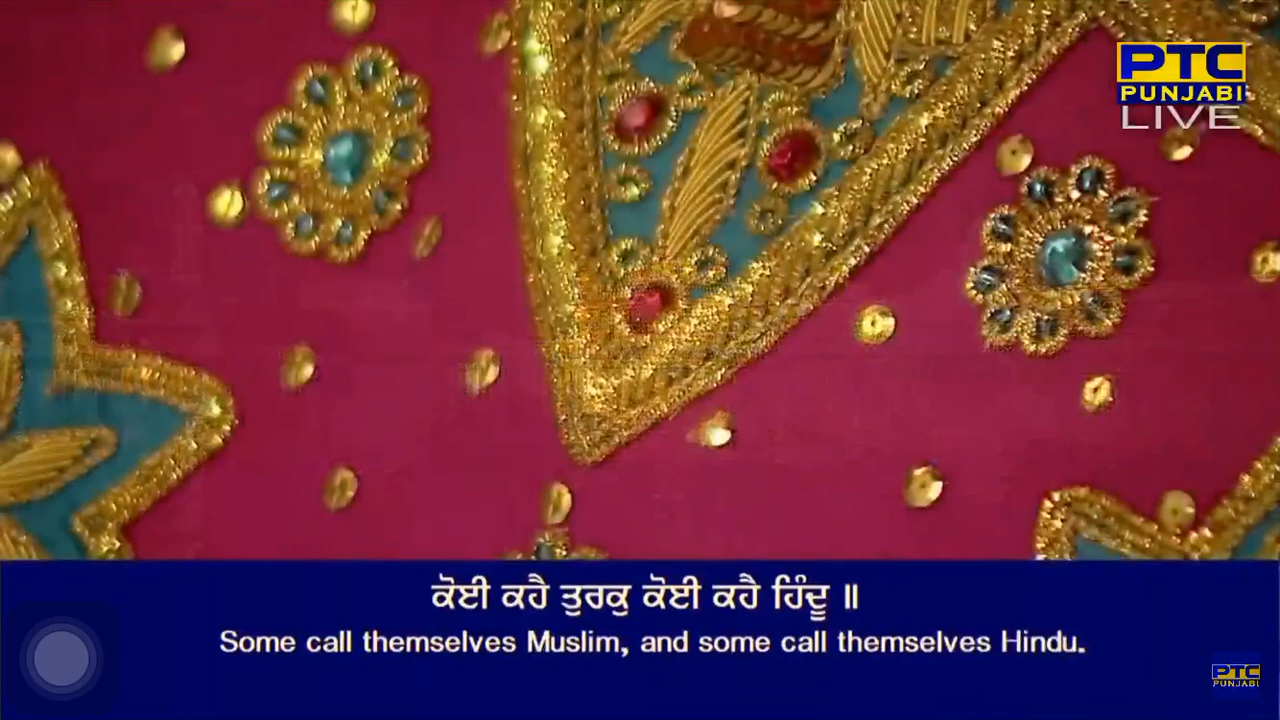 PTC
PUNJABI
LIVE
ਕੋਈ ਕਹੈ ਤੁਰਕੁ ਕੋਈ ਕਹੈ ਹਿੰਦੂ ॥
Some call themselves Muslim, and some call themselves Hindu.
PTC
PUNJABI